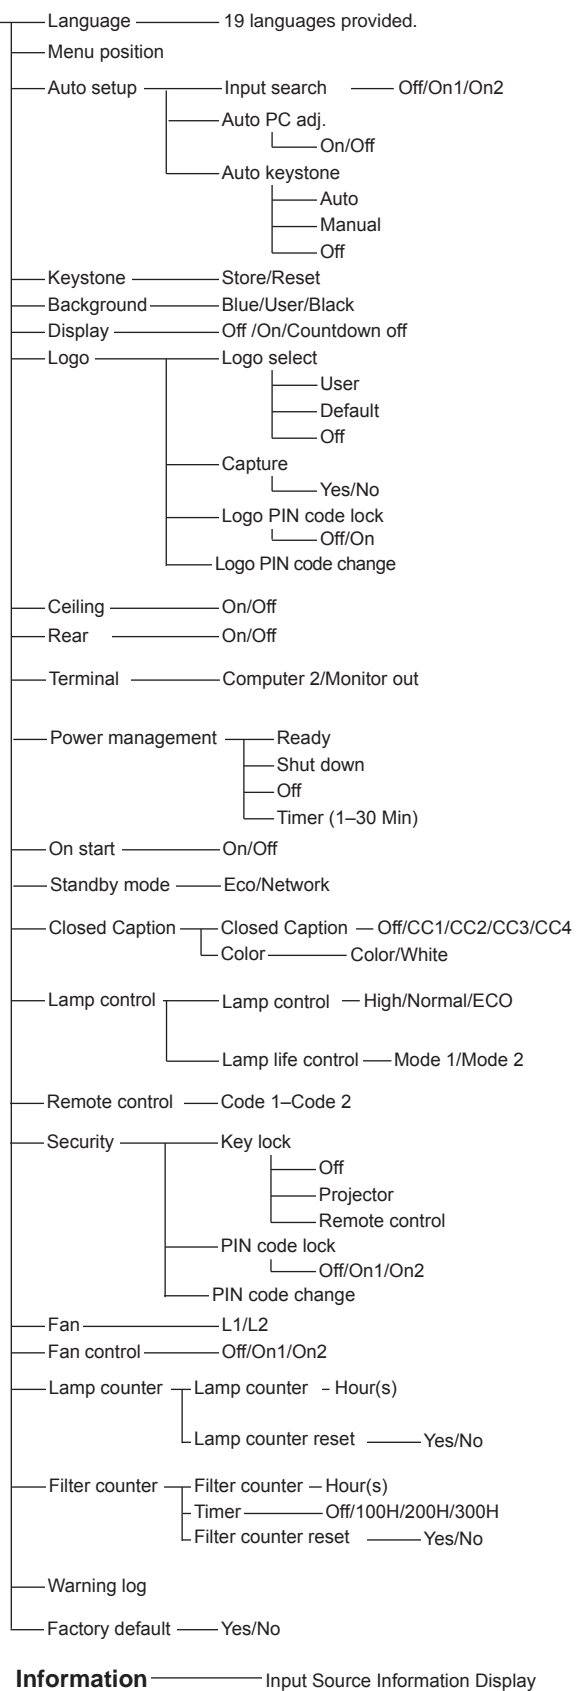 Language 19 languages provided.
Menu position
Auto setup Input search Off/On1/On2
Auto PC adj.
On/Off
Auto keystone
Auto
Manual
Off
Keystone Store/Reset
Background Blue/User/Black
Display Off /On/Countdown off
Logo Logo select
User
Default
Off
Capture
Yes/No
Logo PIN code lock
Off/On
Logo PIN code change
Ceiling On/Off
Rear On/Off
Terminal Computer 2/Monitor out
Power management Ready
Shut down
Off
Timer (1–30 Min)
On start On/Off
Standby mode Eco/Network
Closed Caption Closed Caption Off/CC1/CC2/CC3/CC4
Color Color/White
Lamp control Lamp control High/Normal/ECO
Lamp life control Mode 1/Mode 2
Remote control Code 1–Code 2
Security Key lock
Off
Projector
Remote control
PIN code lock
Off/On1/On2
PIN code change
Fan L1/L2
Fan control Off/On1/On2
Lamp counter Lamp counter Hour(s)
Lamp counter reset Yes/No
Filter counter Filter counter Hour(s)
Timer Off/100H/200H/300H
Filter counter reset Yes/No
Warning log
Factory default Yes/No
Information Input Source Information Display